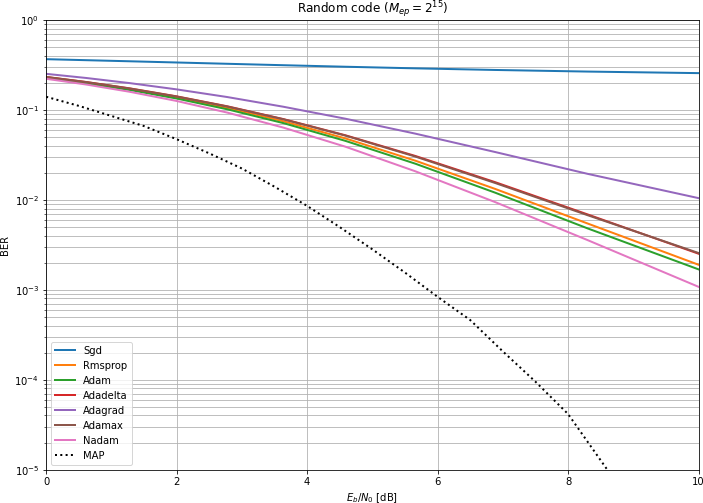 Random code (M_ep = 2^15)
10^0
10^-1
10^-2
10^-3
10^-4
10^-5
BER
Sgd
Rmsprop
Adam
Adadelta
Adagrad
Adamax
Nadam
MAP
0 2 4 6 8 10
E_b/N_0 [dB]